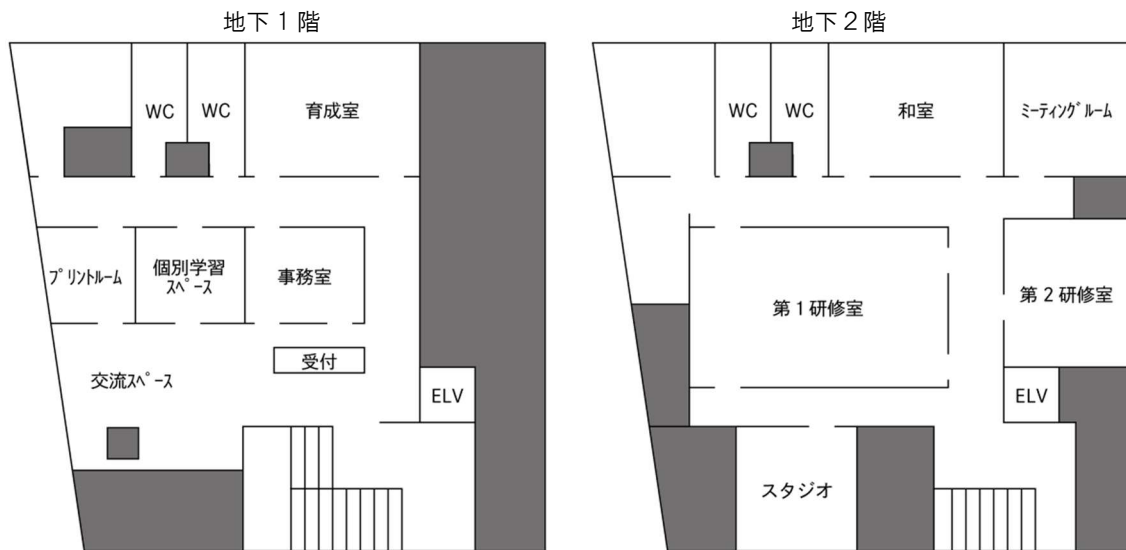 地下１階
WC
WC
育成室
ﾌﾟﾘﾝﾄﾙｰﾑ
個別学習
ｽﾍﾟｰｽ
事務室
受付
交流ｽﾍﾟｰｽ
ELV
地下２階
WC
WC
和室
ﾐｰﾃｨﾝｸﾞﾙｰﾑ
第１研修室
第２研修室
ELV
スタジオ